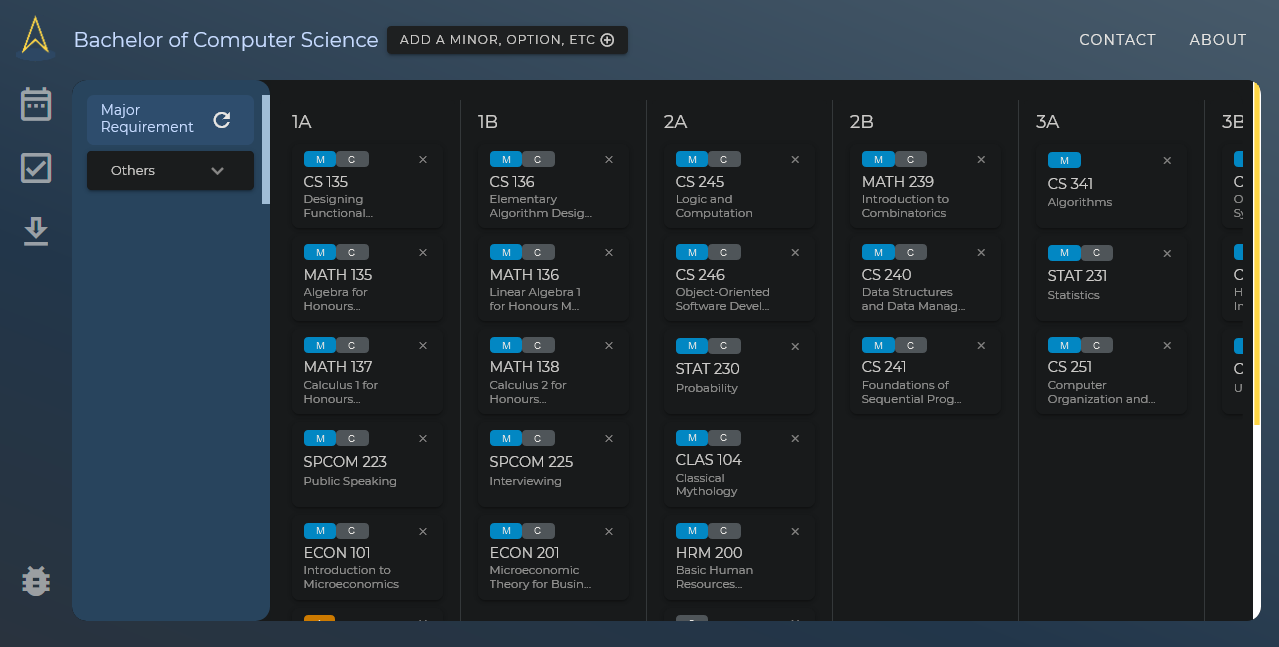 Bachelor of Computer Science
ADD A MINOR, OPTION, ETC
CONTACT
ABOUT
Major
Requirement
Others
1A
M C
CS 135
Designing
Functional...
M C
MATH 135
Algebra for
Honours...
M C
MATH 137
Calculus 1 for
Honours...
M C
SPCOM 223
Public Speaking
M C
ECON 101
Introduction to
Microeconomics
1B
M C
CS 136
Elementary
Algorithm Desig...
M C
MATH 136
Linear Algebra 1
for Honours M...
M C
MATH 138
Calculus 2 for
Honours...
M C
SPCOM 225
Interviewing
M C
ECON 201
Microeconomic
Theory for Busin...
2A
M C
CS 245
Logic and
Computation
M C
CS 246
Object-Oriented
Software Devel...
M C
STAT 230
Probability
M C
CLAS 104
Classical
Mythology
M C
HRM 200
Basic Human
Resources...
2B
M C
MATH 239
Introduction to
Combinatorics
M C
CS 240
Data Structures
and Data Manag...
M C
CS 241
Foundations of
Sequential Prog...
3A
M
CS 341
Algorithms
M C
STAT 231
Statistics
M C
CS 251
Computer
Organization and...
3B